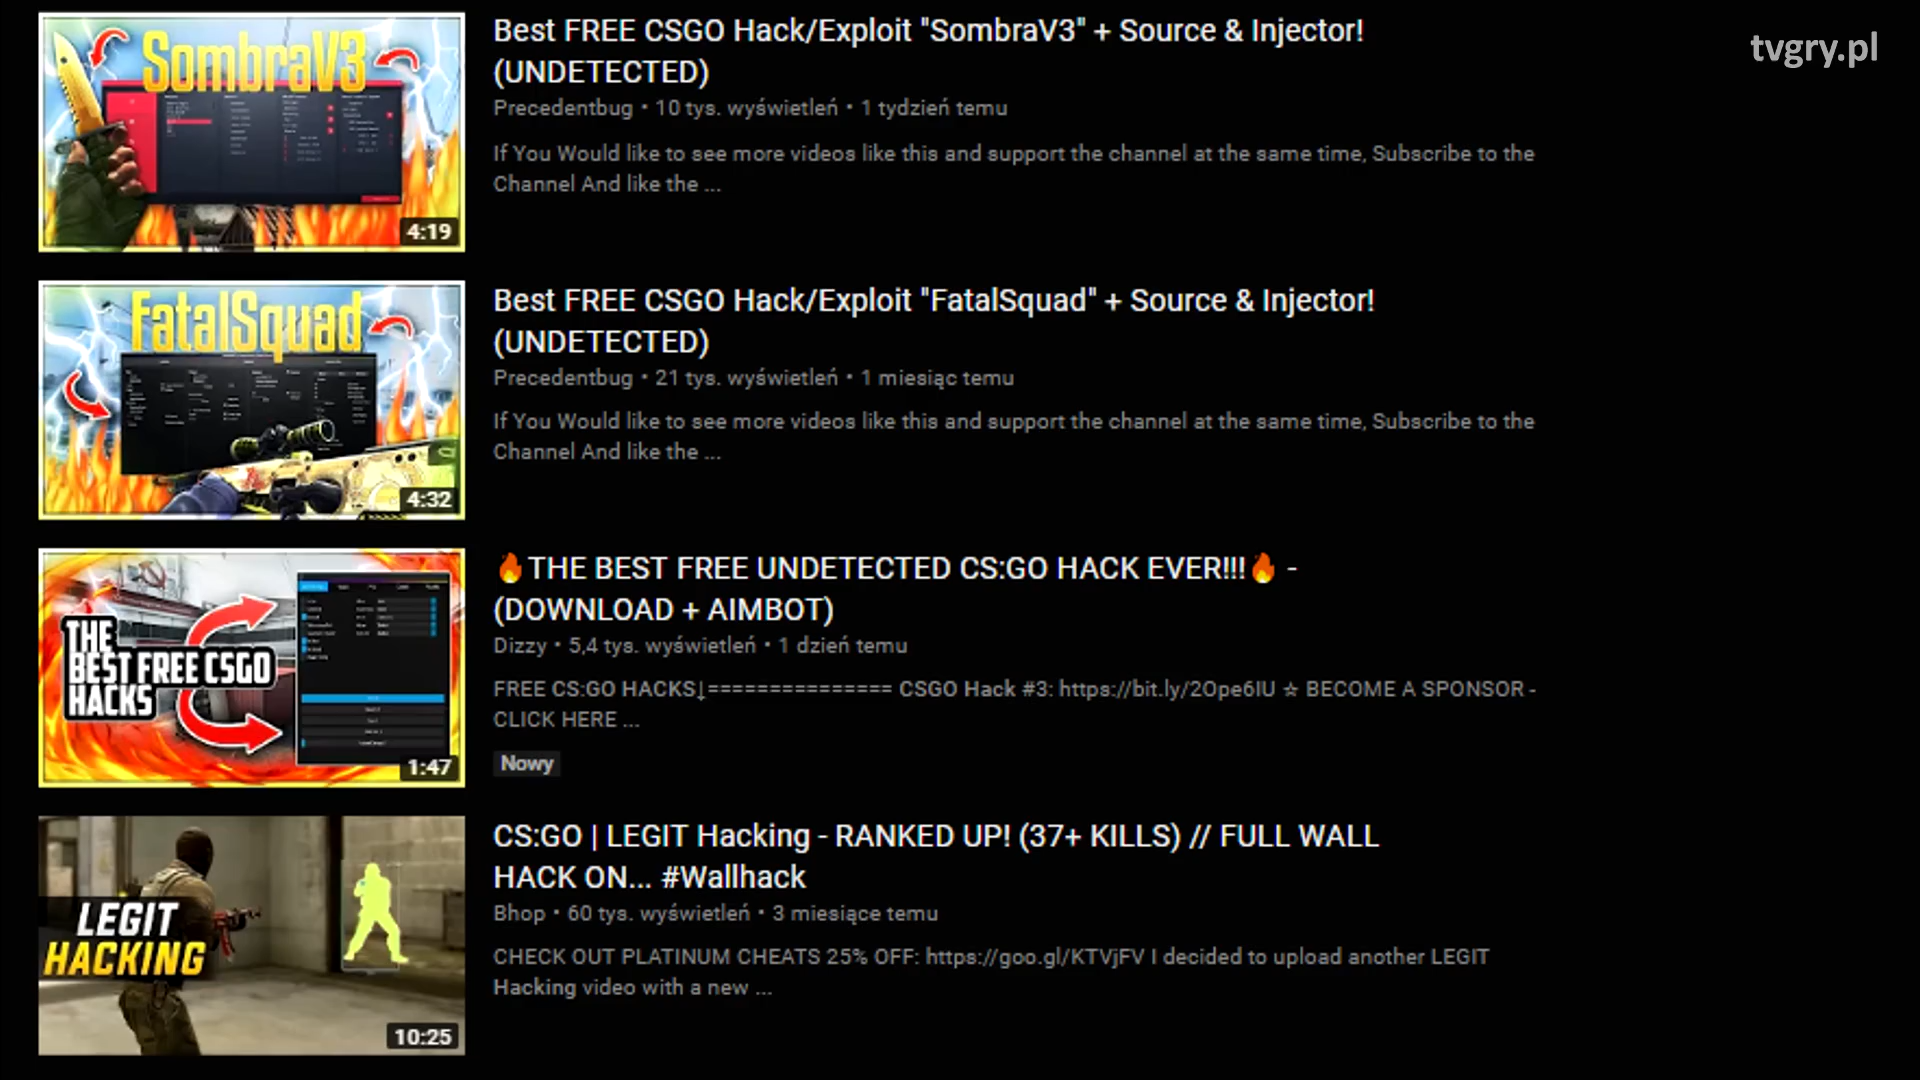 tvgry.pl
SombraV3
4:19
Best FREE CSGO Hack/Exploit "SombraV3" + Source & Injector!
(UNDETECTED)
Precedentbug • 10 tys. wyświetleń • 1 tydzień temu
If You Would like to see more videos like this and support the channel at the same time, Subscribe to the
Channel And like the ...
FatalSquad
4:32
Best FREE CSGO Hack/Exploit "FatalSquad" + Source & Injector!
(UNDETECTED)
Precedentbug • 21 tys. wyświetleń • 1 miesiąc temu
If You Would like to see more videos like this and support the channel at the same time, Subscribe to the
Channel And like the ...
THE
BEST FREE CSGO
HACKS
1:47
🔥THE BEST FREE UNDETECTED CS:GO HACK EVER!!!🔥 -
(DOWNLOAD + AIMBOT)
Dizzy • 5,4 tys. wyświetleń • 1 dzień temu
FREE CS:GO HACKS↓=============== CSGO Hack #3: https://bit.ly/2Ope6IU ☆ BECOME A SPONSOR -
CLICK HERE ...
Nowy
LEGIT
HACKING
10:25
CS:GO | LEGIT Hacking - RANKED UP! (37+ KILLS) // FULL WALL
HACK ON... #Wallhack
Bhop • 60 tys. wyświetleń • 3 miesiące temu
CHECK OUT PLATINUM CHEATS 25% OFF: https://goo.gl/KTVjFV I decided to upload another LEGIT
Hacking video with a new ...